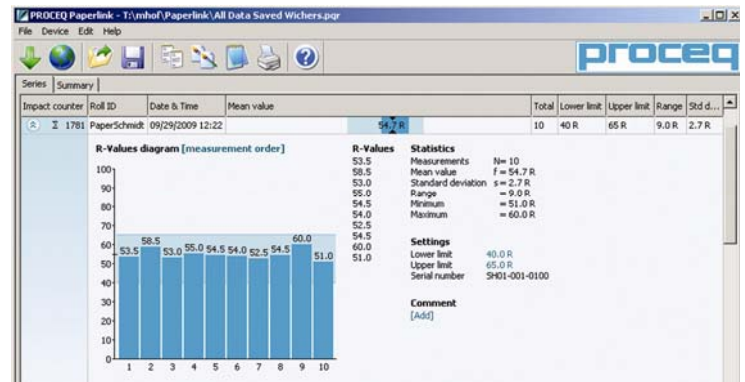 PROCEQ Paperlink - T:\mhof\Paperlink\All Data Saved Wichers.pqr
File Device Edit Help
proceq
Series Summary
Impact counter Roll ID Date & Time Mean value Total Lower limit Upper limit Range Std d...
Σ 1781 PaperSchmidt 09/29/2009 12:22 54.7 R 10 40 R 65 R 9.0 R 2.7 R
R-Values diagram [measurement order]
100
90
80
70
60
50
40
30
20
10
0
53.5 58.5 53.0 55.0 54.5 54.0 52.5 54.5 60.0 51.0
1 2 3 4 5 6 7 8 9 10
R-Values
53.5
58.5
53.0
55.0
54.5
54.0
52.5
54.5
60.0
51.0
Statistics
Measurements N= 10
Mean value f = 54.7 R
Standard deviation s = 2.7 R
Range = 9.0 R
Minimum = 51.0 R
Maximum = 60.0 R
Settings
Lower limit 40.0 R
Upper limit 65.0 R
Serial number SH01-001-0100
Comment
[Add]